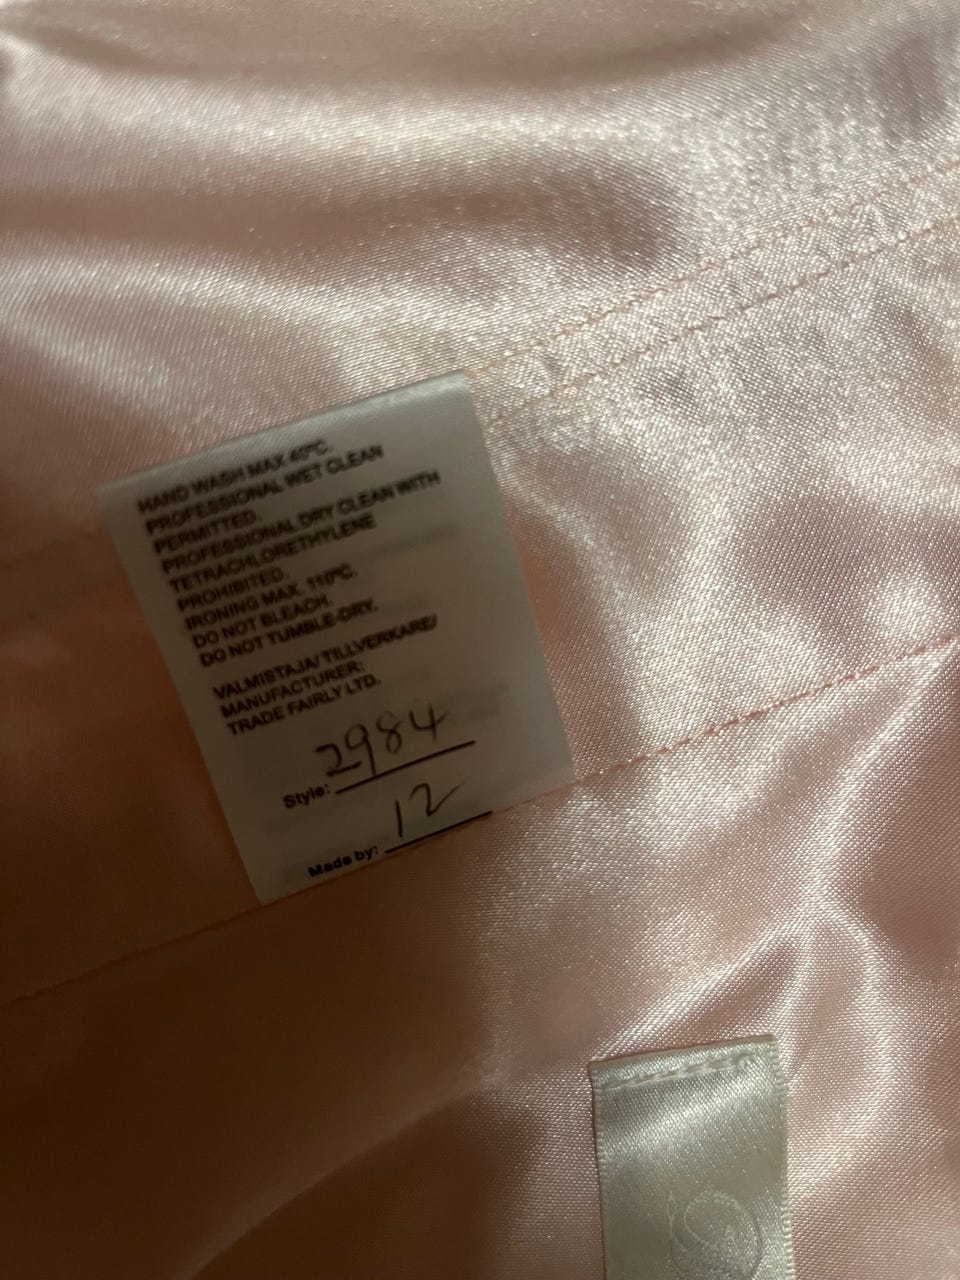 HAND WASH MAX 40°C.
PROFESSIONAL WET CLEAN
PERMITTED.
PROFESSIONAL DRY CLEAN WITH
TETRACHLORETHYLENE
PROHIBITED.
IRONING MAX. 110°C.
DO NOT BLEACH.
DO NOT TUMBLE-DRY.
VALMISTAJA/TILLVERKARE/
MANUFACTURER:
TRADE FAIRLY LTD.
Style: 2984
Made by: 12